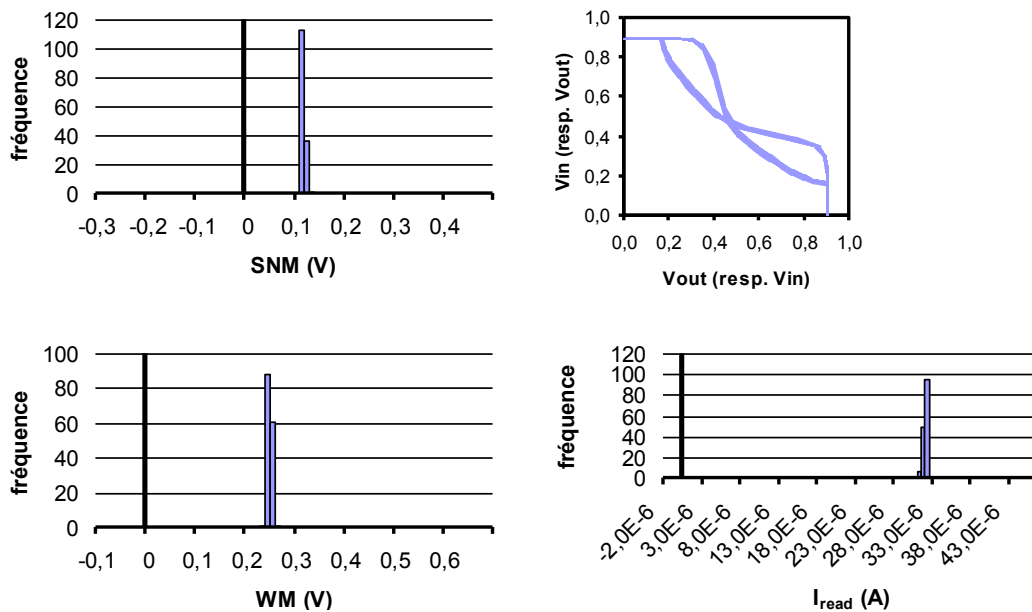 120
100
80
60
40
20
0
fréquence
-0,3 -0,2 -0,1 0 0,1 0,2 0,3 0,4
SNM (V)
1,0
0,8
0,6
0,4
0,2
0,0
Vin (resp. Vout)
0,0 0,2 0,4 0,6 0,8 1,0
Vout (resp. Vin)
100
80
60
40
20
0
fréquence
-0,1 0 0,1 0,2 0,3 0,4 0,5 0,6
WM (V)
120
100
80
60
40
20
0
fréquence
-2,0E-6 3,0E-6 8,0E-6 13,0E-6 18,0E-6 23,0E-6 28,0E-6 33,0E-6 38,0E-6 43,0E-6
Iread (A)